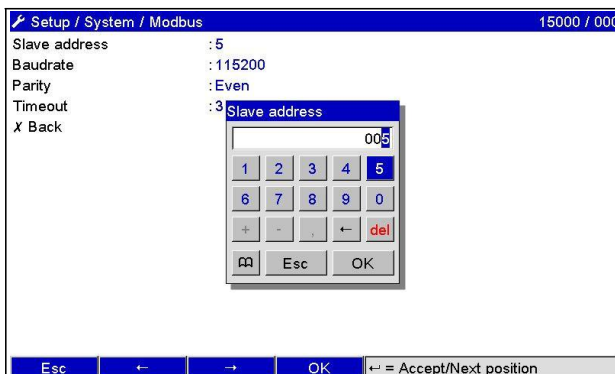 Setup / System / Modbus 15000 / 000
Slave address :5
Baudrate :115200
Parity :Even
Timeout :3
X Back
Slave address
005
1 2 3 4 5
6 7 8 9 0
+ - , ← del
Esc OK
Esc ← → OK ↵ = Accept/Next position